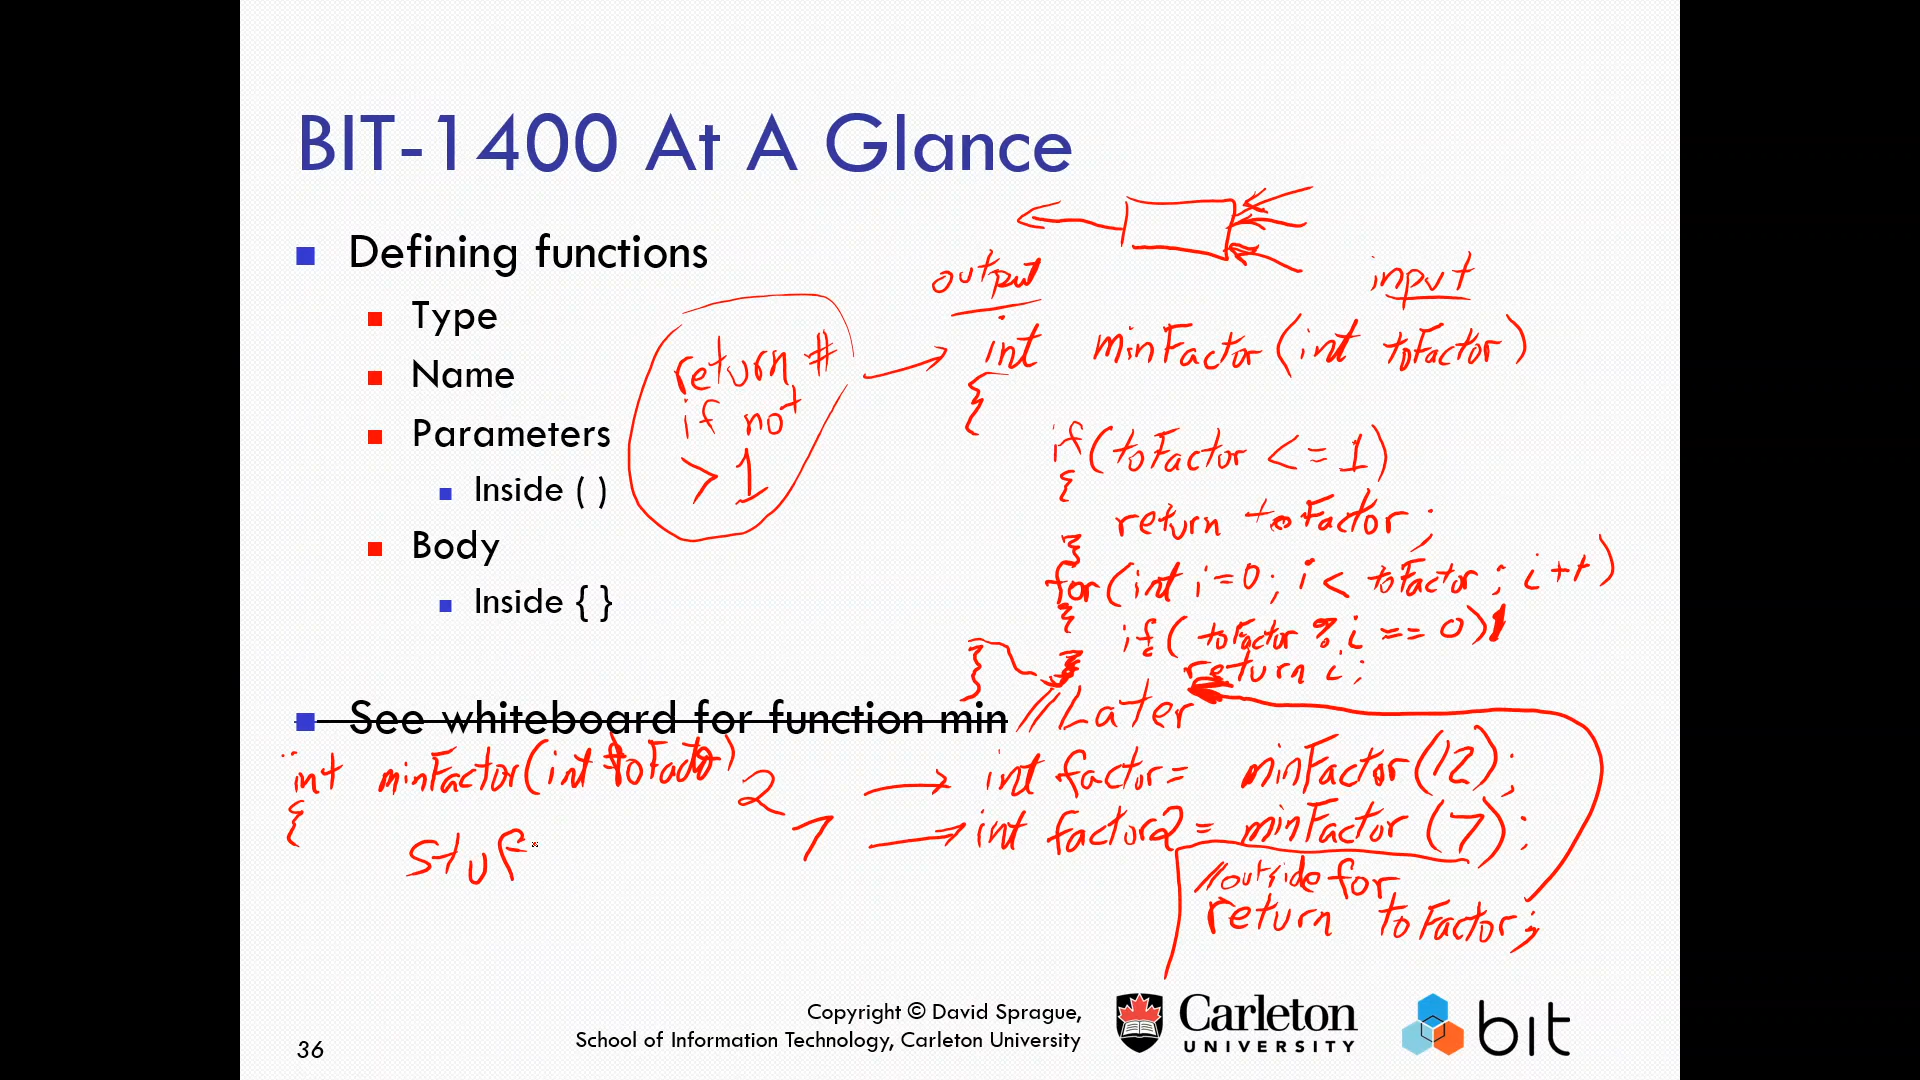 BIT-1400 At A Glance
Defining functions
Type
Name
Parameters
Inside ( )
Body
Inside { }
See whiteboard for function min
return #
if not
> 1
output
input
int minFactor(int toFactor)
{
if(toFactor <= 1)
{
return toFactor;
}
for(int i=0; i < toFactor; i++)
{
if( toFactor % i == 0)
return i;
}
}
//Later
int factor = minFactor(12);
int factor2 = minFactor(7);
//outside for
return toFactor;
int minFactor(int toFactor)
{
2
7
stuf
Copyright © David Sprague,
School of Information Technology, Carleton University
36
Carleton
UNIVERSITY
bit